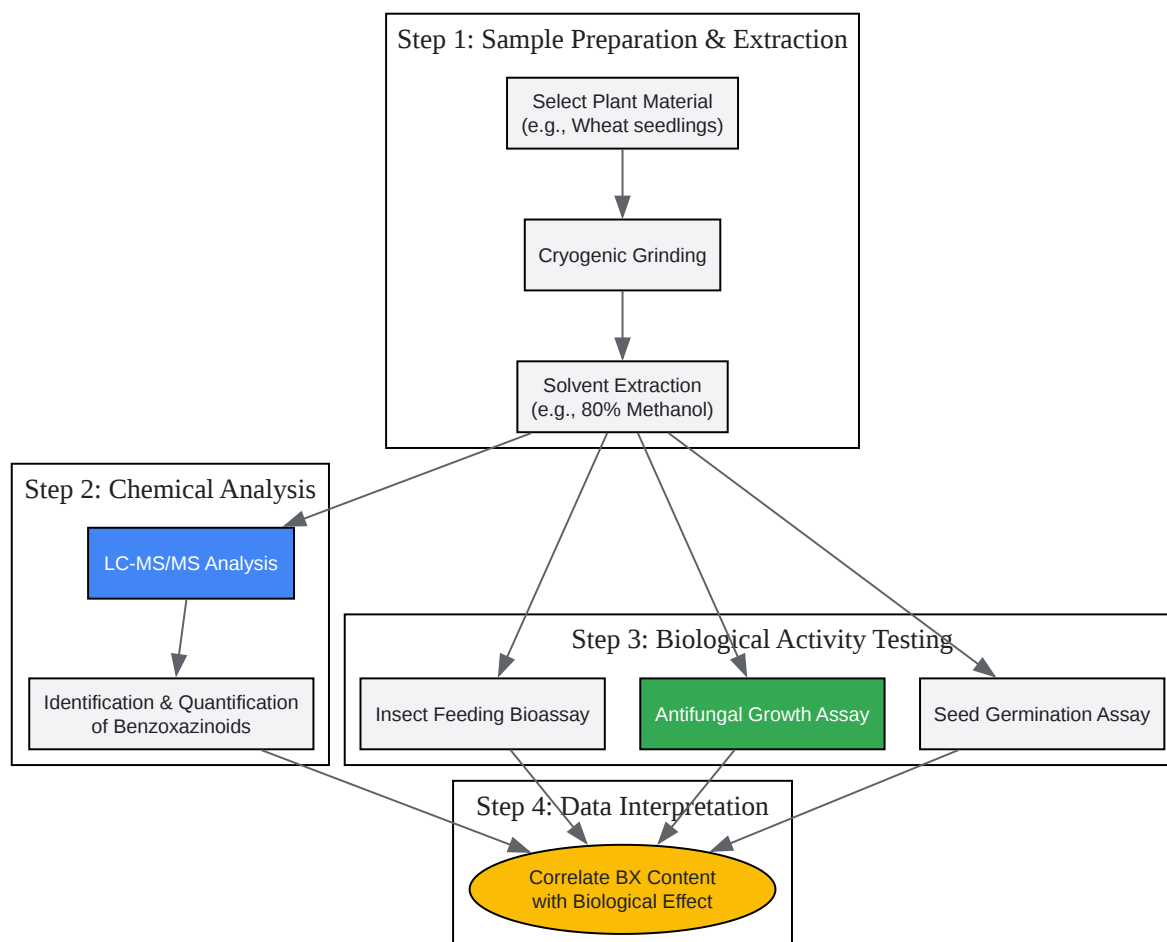 Step 1: Sample Preparation & Extraction
Select Plant Material
(e.g., Wheat seedlings)
Cryogenic Grinding
Solvent Extraction
(e.g., 80% Methanol)
Step 2: Chemical Analysis
LC-MS/MS Analysis
Identification & Quantification
of Benzoxazinoids
Step 3: Biological Activity Testing
Insect Feeding Bioassay
Antifungal Growth Assay
Seed Germination Assay
Step 4: Data Interpretation
Correlate BX Content
with Biological Effect